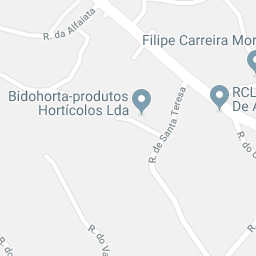 R. da Alfaiata
Filipe Carreira Mor
Bidohorta-produtos
Hortícolos Lda
RCL
De A
R. de Santa Teresa
R. do C
R. do Va